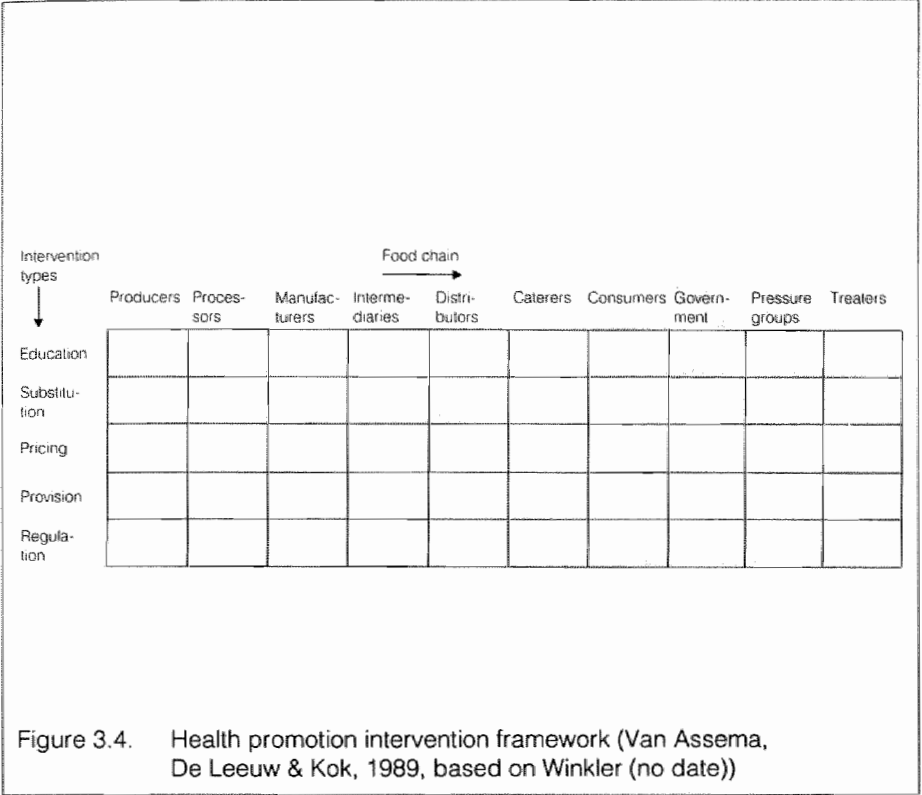 Intervention
types
Food chain
Producers Proces-
sors
Manufac-
turers
Interme-
diaries
Distri-
butors
Caterers
Consumers
Govern-
ment
Pressure
groups
Treaters
Education
Substitu-
tion
Pricing
Provision
Regula-
tion
Figure 3.4. Health promotion intervention framework (Van Assema,
De Leeuw & Kok, 1989, based on Winkler (no date))